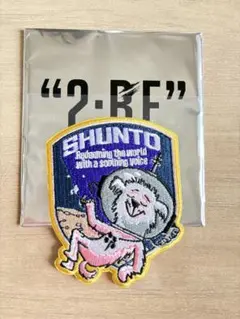 "2:BE"
SHUNTO
Redeeming the world
with a soothing voice